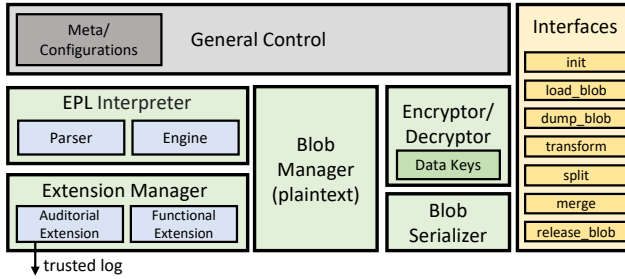 Meta/
Configurations
General Control
EPL Interpreter
Parser
Engine
Extension Manager
Auditorial
Extension
Functional
Extension
trusted log
Blob
Manager
(plaintext)
Encryptor/
Decryptor
Data Keys
Blob
Serializer
Interfaces
init
load_blob
dump_blob
transform
split
merge
release_blob